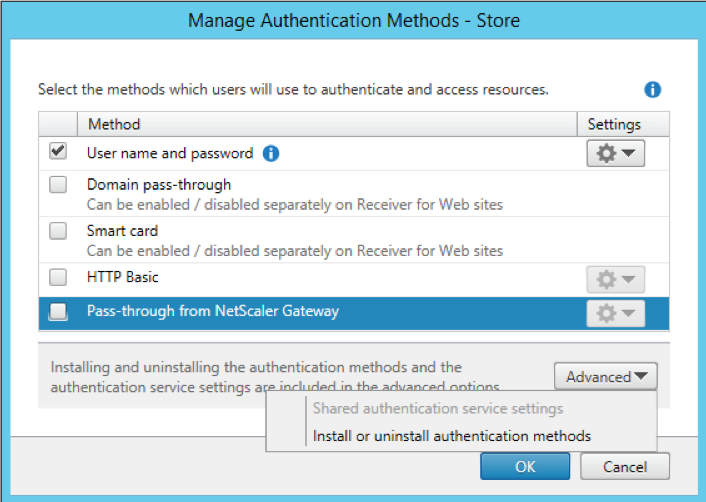 Manage Authentication Methods - Store
Select the methods which users will use to authenticate and access resources.
Method Settings
User name and password
Domain pass-through
Can be enabled / disabled separately on Receiver for Web sites
Smart card
Can be enabled / disabled separately on Receiver for Web sites
HTTP Basic
Pass-through from NetScaler Gateway
Installing and uninstalling the authentication methods and the
authentication service settings are included in the advanced options
Advanced
Shared authentication service settings
Install or uninstall authentication methods
OK Cancel